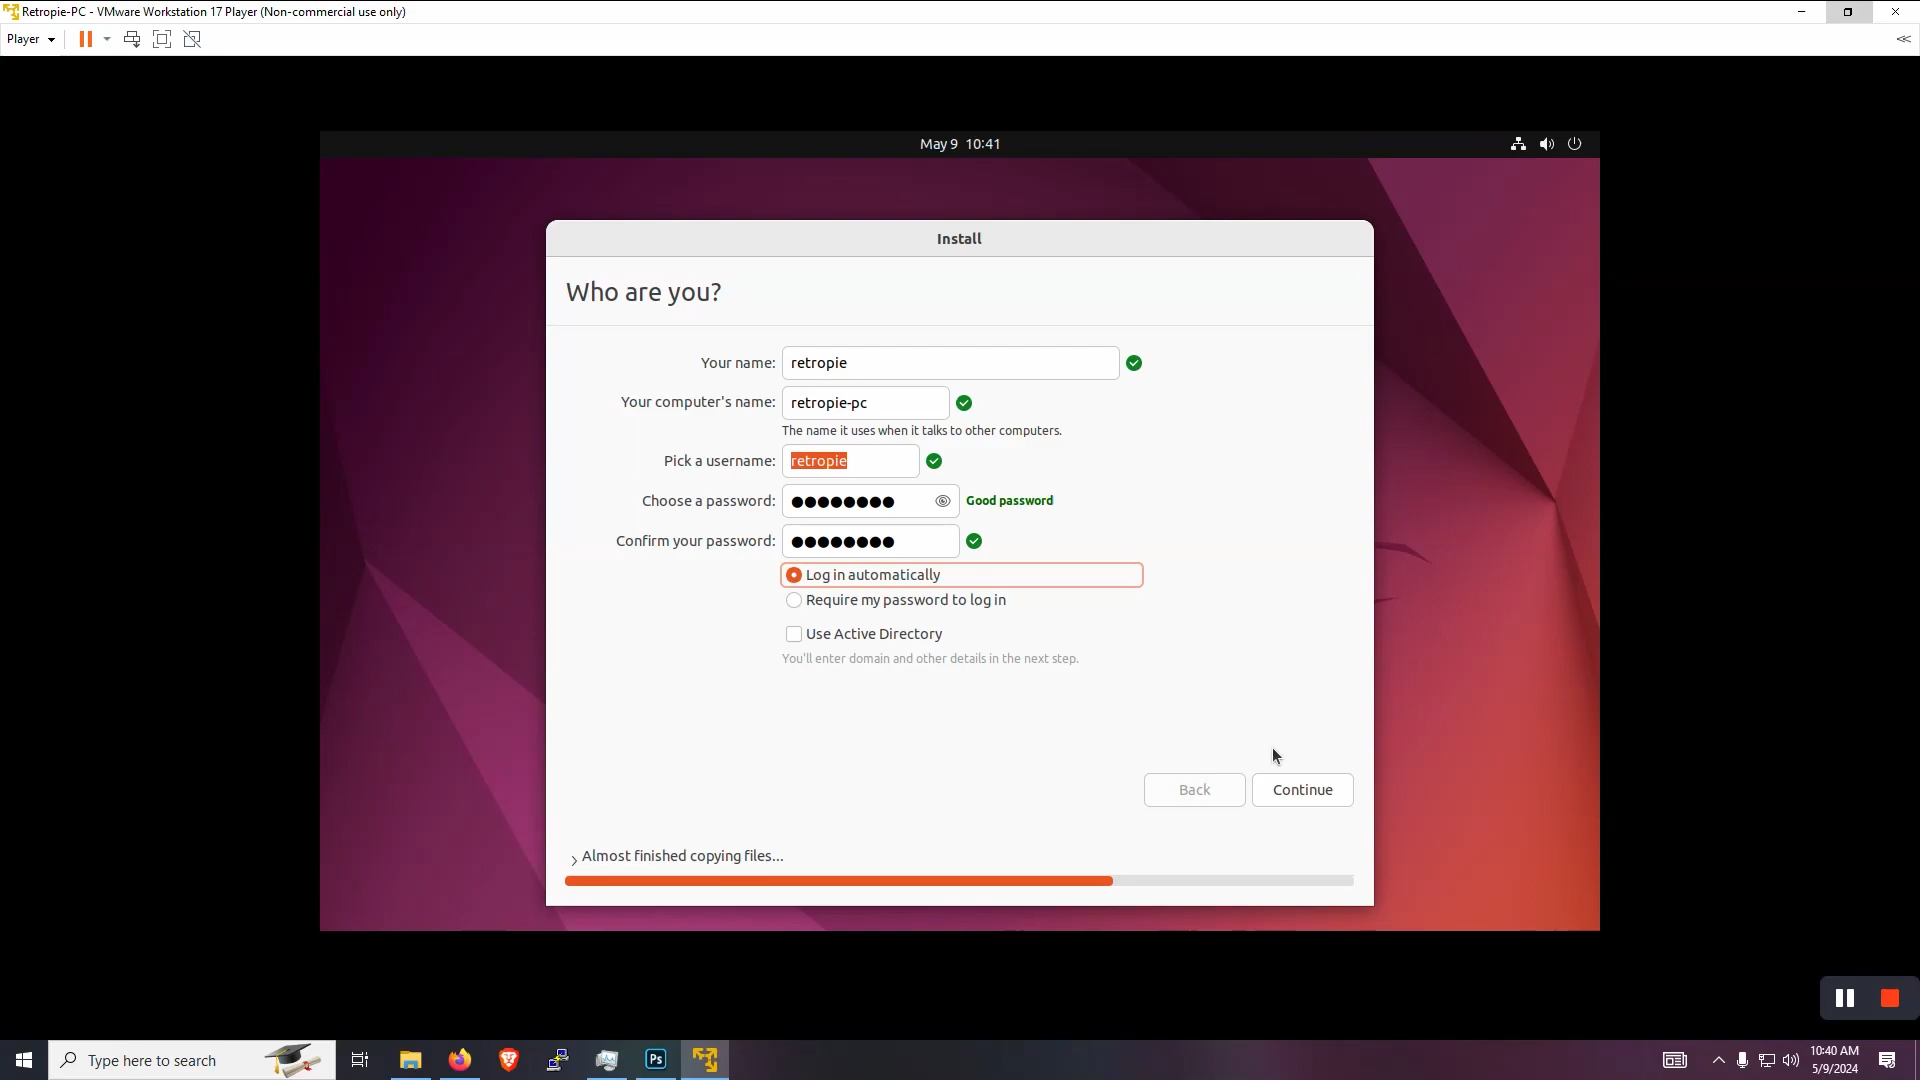 Retropie-PC - VMware Workstation 17 Player (Non-commercial use only)
Player
May 9 10:41
Install
Who are you?
Your name: retropie
Your computer's name: retropie-pc
The name it uses when it talks to other computers.
Pick a username: retropie
Choose a password: ●●●●●●●● Good password
Confirm your password: ●●●●●●●●
Log in automatically
Require my password to log in
Use Active Directory
You'll enter domain and other details in the next step.
Back Continue
Almost finished copying files...
Type here to search
Ps
10:40 AM
5/9/2024